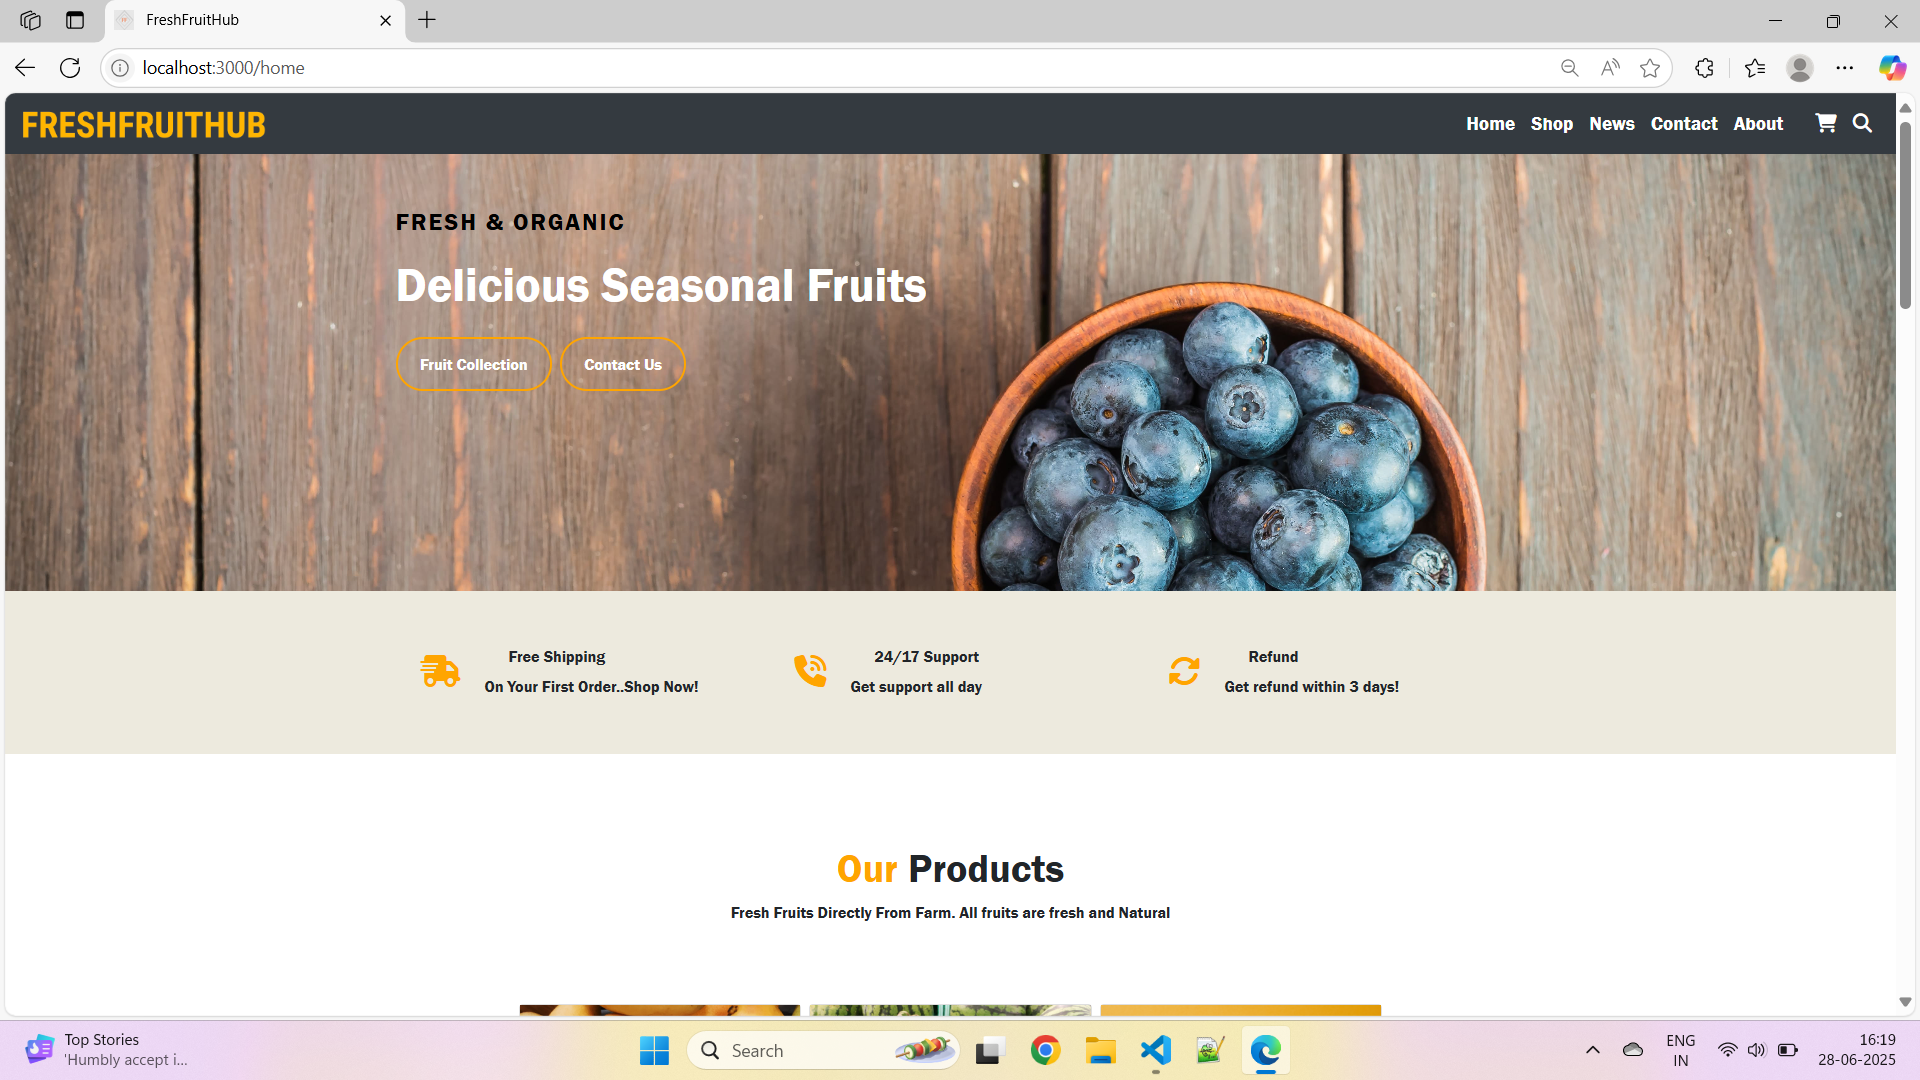 FreshFruitHub
localhost:3000/home
FRESHFRUITHUB
Home Shop News Contact About
FRESH & ORGANIC
Delicious Seasonal Fruits
Fruit Collection Contact Us
Free Shipping
On Your First Order..Shop Now!
24/17 Support
Get support all day
Refund
Get refund within 3 days!
Our Products
Fresh Fruits Directly From Farm. All fruits are fresh and Natural
Top Stories
'Humbly accept i...
Search
ENG
IN
16:19
28-06-2025